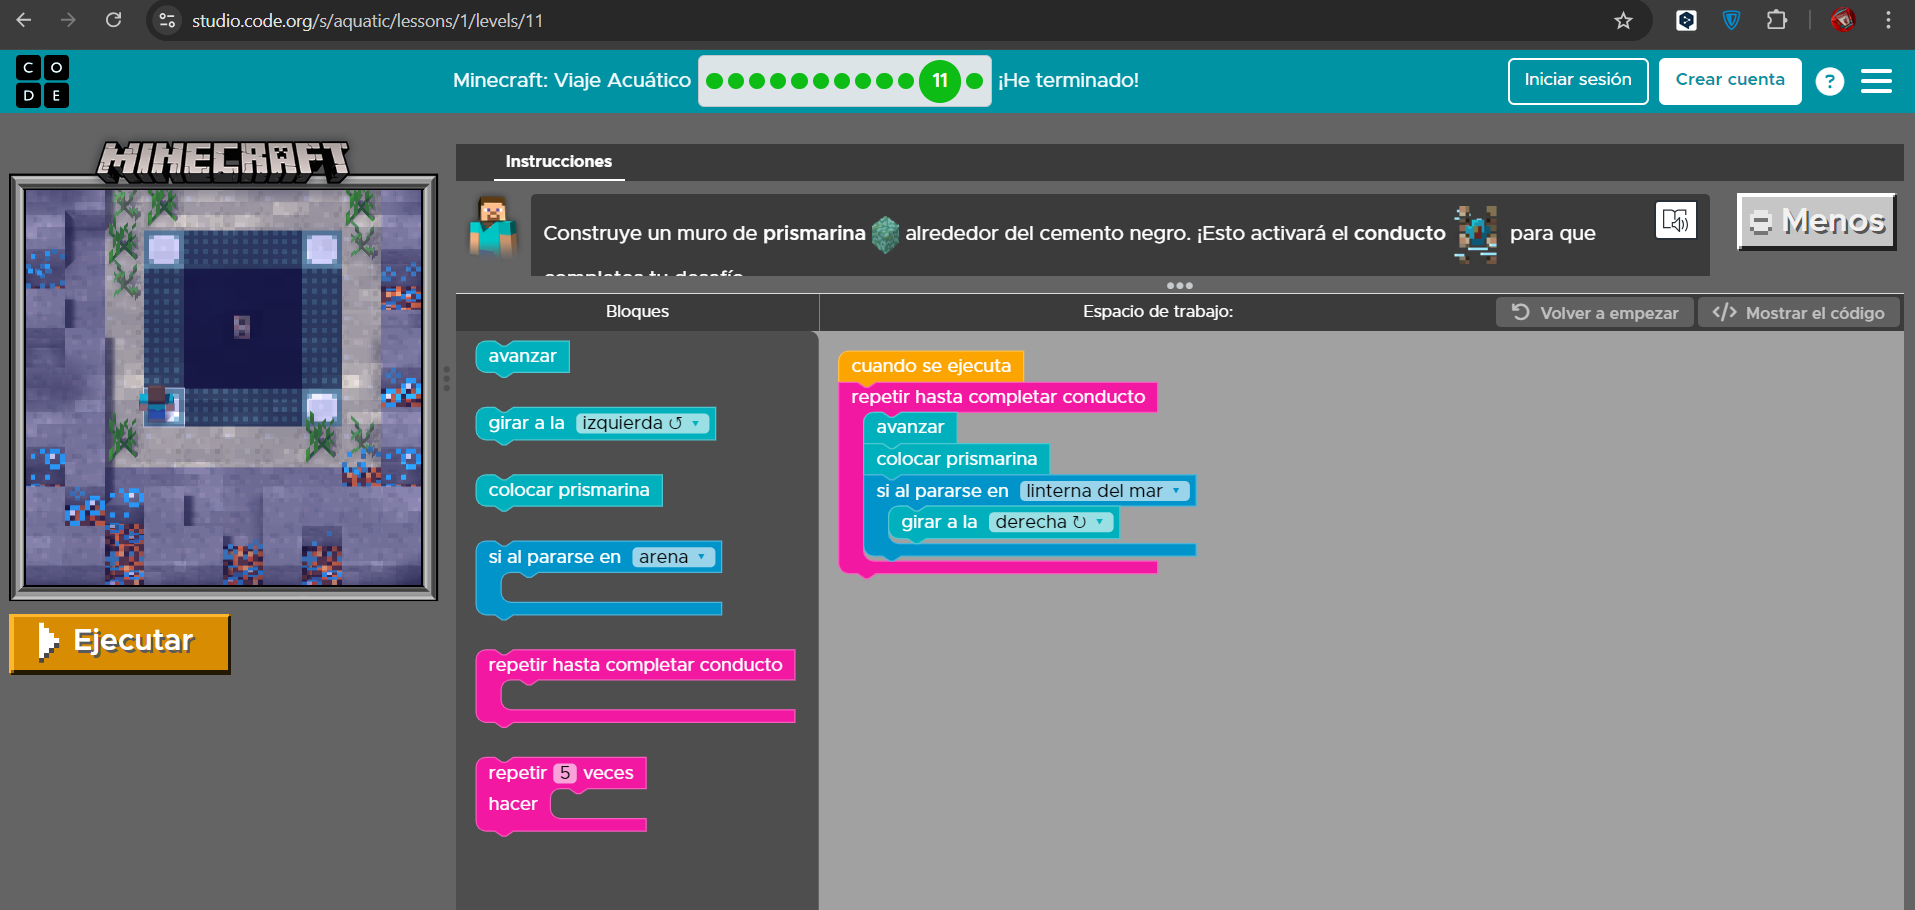 studio.code.org/s/aquatic/lessons/1/levels/11
C O
D E
Minecraft: Viaje Acuático
11
¡He terminado!
Iniciar sesión
Crear cuenta
?
MINECRAFT
Instrucciones
Construye un muro de prismarina alrededor del cemento negro. ¡Esto activará el conducto para que
completes tu desafío.
Menos
Bloques
Espacio de trabajo:
Volver a empezar
</> Mostrar el código
avanzar
girar a la izquierda ↺
colocar prismarina
si al pararse en arena
repetir hasta completar conducto
repetir 5 veces
hacer
cuando se ejecuta
repetir hasta completar conducto
avanzar
colocar prismarina
si al pararse en linterna del mar
girar a la derecha ↻
Ejecutar